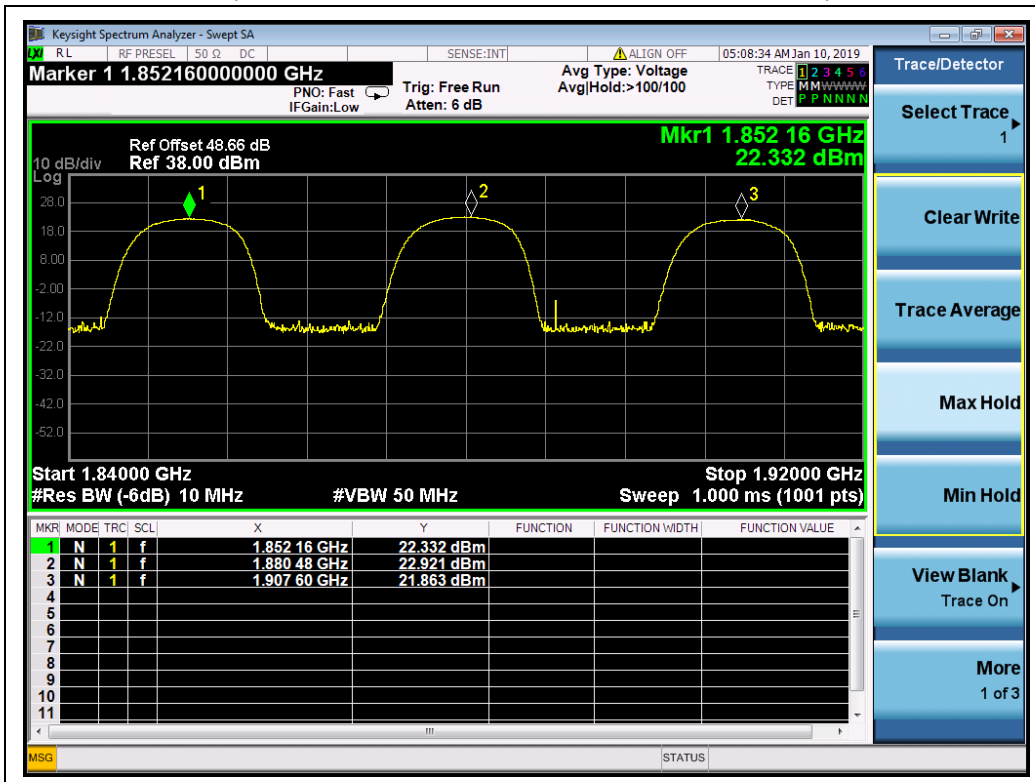 Keysight Spectrum Analyzer - Swept SA
LXI RL RF PRESEL 50 Ω DC SENSE:INT ALIGN OFF 05:08:34 AM Jan 10, 2019
Marker 1 1.852160000000 GHz
PNO: Fast
IFGain:Low
Trig: Free Run
Atten: 6 dB
Avg Type: Voltage
Avg|Hold:>100/100
TRACE 1 2 3 4 5 6
TYPE M M W W W W
DET P P N N N N
Mkr1 1.852 16 GHz
22.332 dBm
Ref Offset 48.66 dB
10 dB/div Ref 38.00 dBm
Log
28.0
18.0
8.00
-2.00
-12.0
-22.0
-32.0
-42.0
-52.0
1
2
3
Start 1.84000 GHz Stop 1.92000 GHz
#Res BW (-6dB) 10 MHz #VBW 50 MHz Sweep 1.000 ms (1001 pts)
MKR MODE TRC SCL X Y FUNCTION FUNCTION WIDTH FUNCTION VALUE
1 N 1 f 1.852 16 GHz 22.332 dBm
2 N 1 f 1.880 48 GHz 22.921 dBm
3 N 1 f 1.907 60 GHz 21.863 dBm
4
5
6
7
8
9
10
11
MSG STATUS
Trace/Detector
Select Trace
1
Clear Write
Trace Average
Max Hold
Min Hold
View Blank
Trace On
More
1 of 3